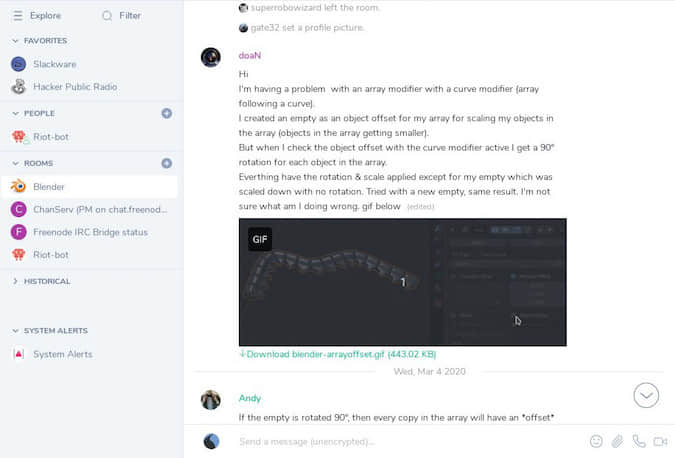 Explore
Filter
FAVORITES
Slackware
Hacker Public Radio
PEOPLE
Riot-bot
ROOMS
Blender
C
ChanServ (PM on chat.freenod...
F
Freenode IRC Bridge status
Riot-bot
HISTORICAL
SYSTEM ALERTS
System Alerts
superrobowizard left the room.
gate32 set a profile picture.
doaN
Hi
I'm having a problem with an array modifier with a curve modifier (array
following a curve).
I created an empty as an object offset for my array for scaling my objects in
the array (objects in the array getting smaller).
But when I check the object offset with the curve modifier active I get a 90°
rotation for each object in the array.
Everthing have the rotation & scale applied except for my empty which was
scaled down with no rotation. Tried with a new empty, same result. I'm not
sure what am I doing wrong. gif below (edited)
GIF
Download blender-arrayoffset.gif (443.02 KB)
Wed, Mar 4 2020
Andy
If the empty is rotated 90°, then every copy in the array will have an *offset*
Send a message (unencrypted)...